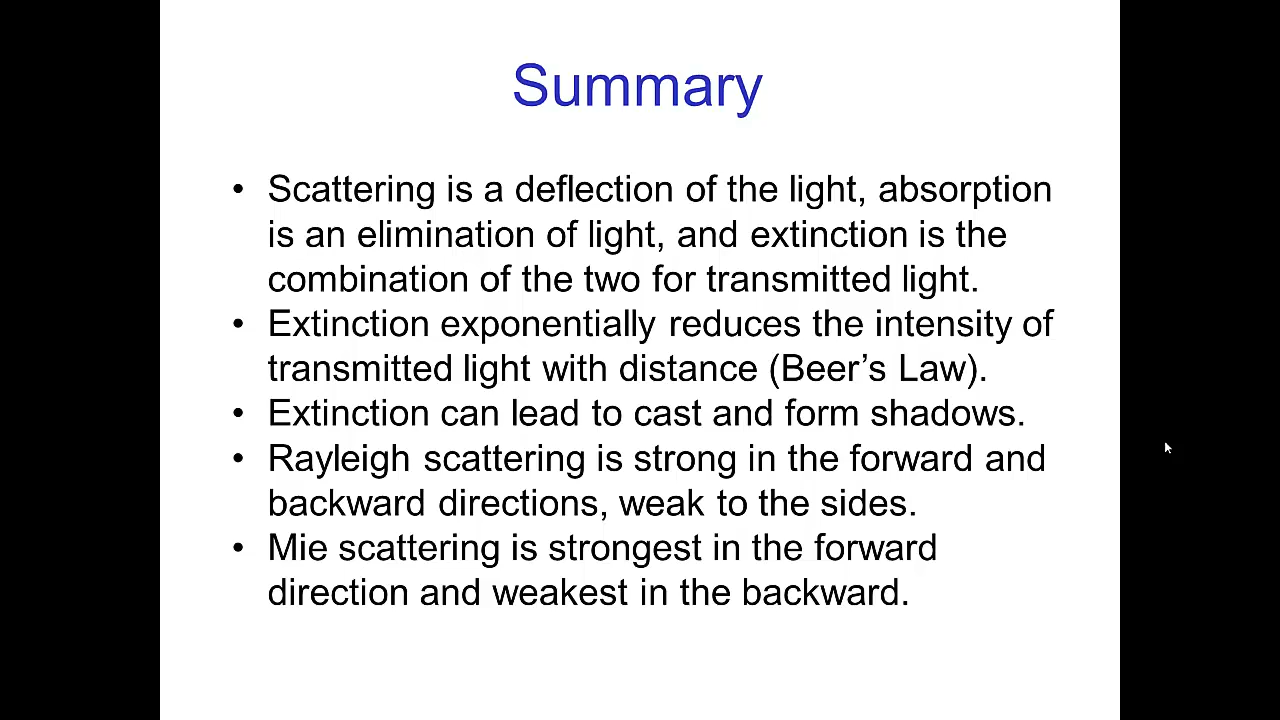 Summary
• Scattering is a deflection of the light, absorption
is an elimination of light, and extinction is the
combination of the two for transmitted light.
• Extinction exponentially reduces the intensity of
transmitted light with distance (Beer’s Law).
• Extinction can lead to cast and form shadows.
• Rayleigh scattering is strong in the forward and
backward directions, weak to the sides.
• Mie scattering is strongest in the forward
direction and weakest in the backward.